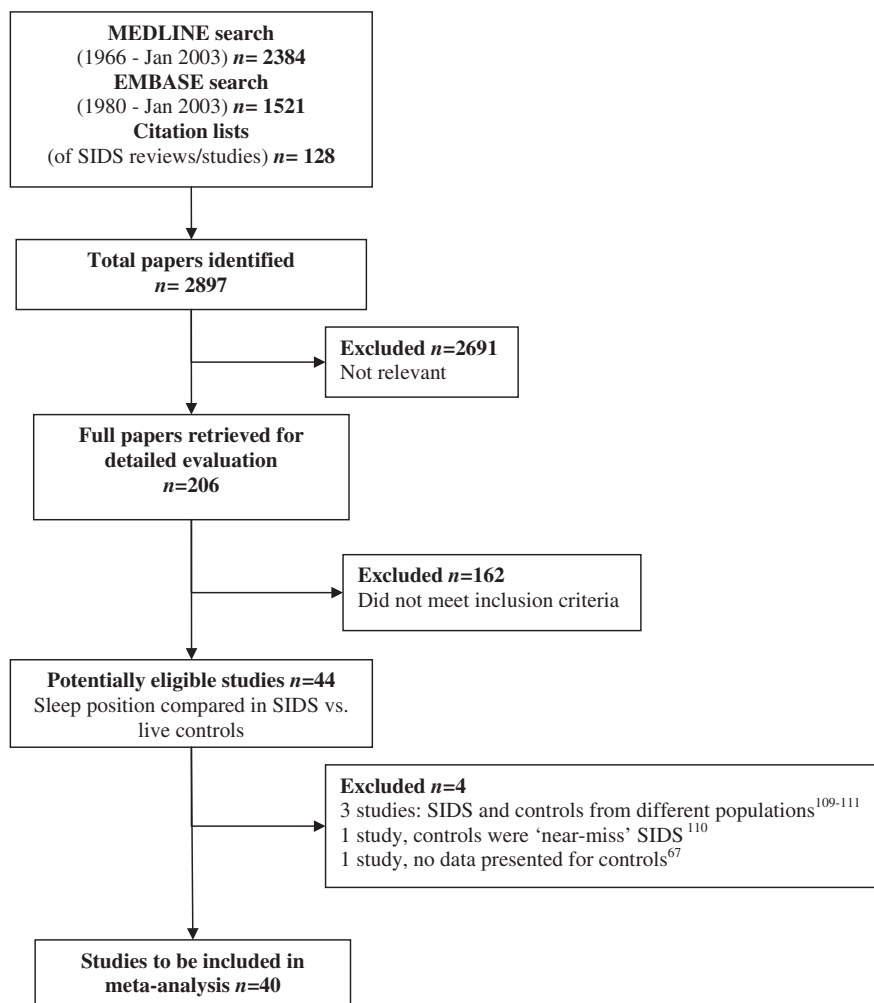 MEDLINE search
(1966 - Jan 2003) n= 2384
EMBASE search
(1980 - Jan 2003) n= 1521
Citation lists
(of SIDS reviews/studies) n= 128
Total papers identified
n= 2897
Excluded n=2691
Not relevant
Full papers retrieved for
detailed evaluation
n=206
Excluded n=162
Did not meet inclusion criteria
Potentially eligible studies n=44
Sleep position compared in SIDS vs.
live controls
Excluded n=4
3 studies: SIDS and controls from different populations109-111
1 study, controls were ‘near-miss’ SIDS 110
1 study, no data presented for controls67
Studies to be included in
meta-analysis n=40